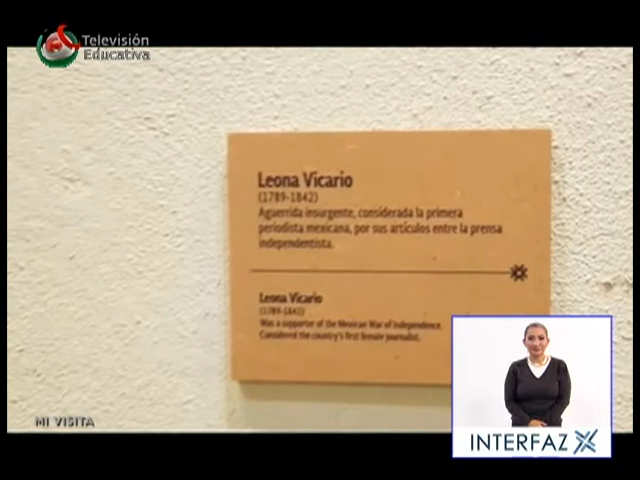 Televisión
Educativa
Leona Vicario
(1789-1842)
Aguerrida insurgente, considerada la primera
periodista mexicana, por sus artículos entre la prensa
independentista.
Leona Vicario
(1789-1842)
Was a supporter of the Mexican War of Independence.
Considered the country's first female journalist.
MI VISITA
INTERFAZ